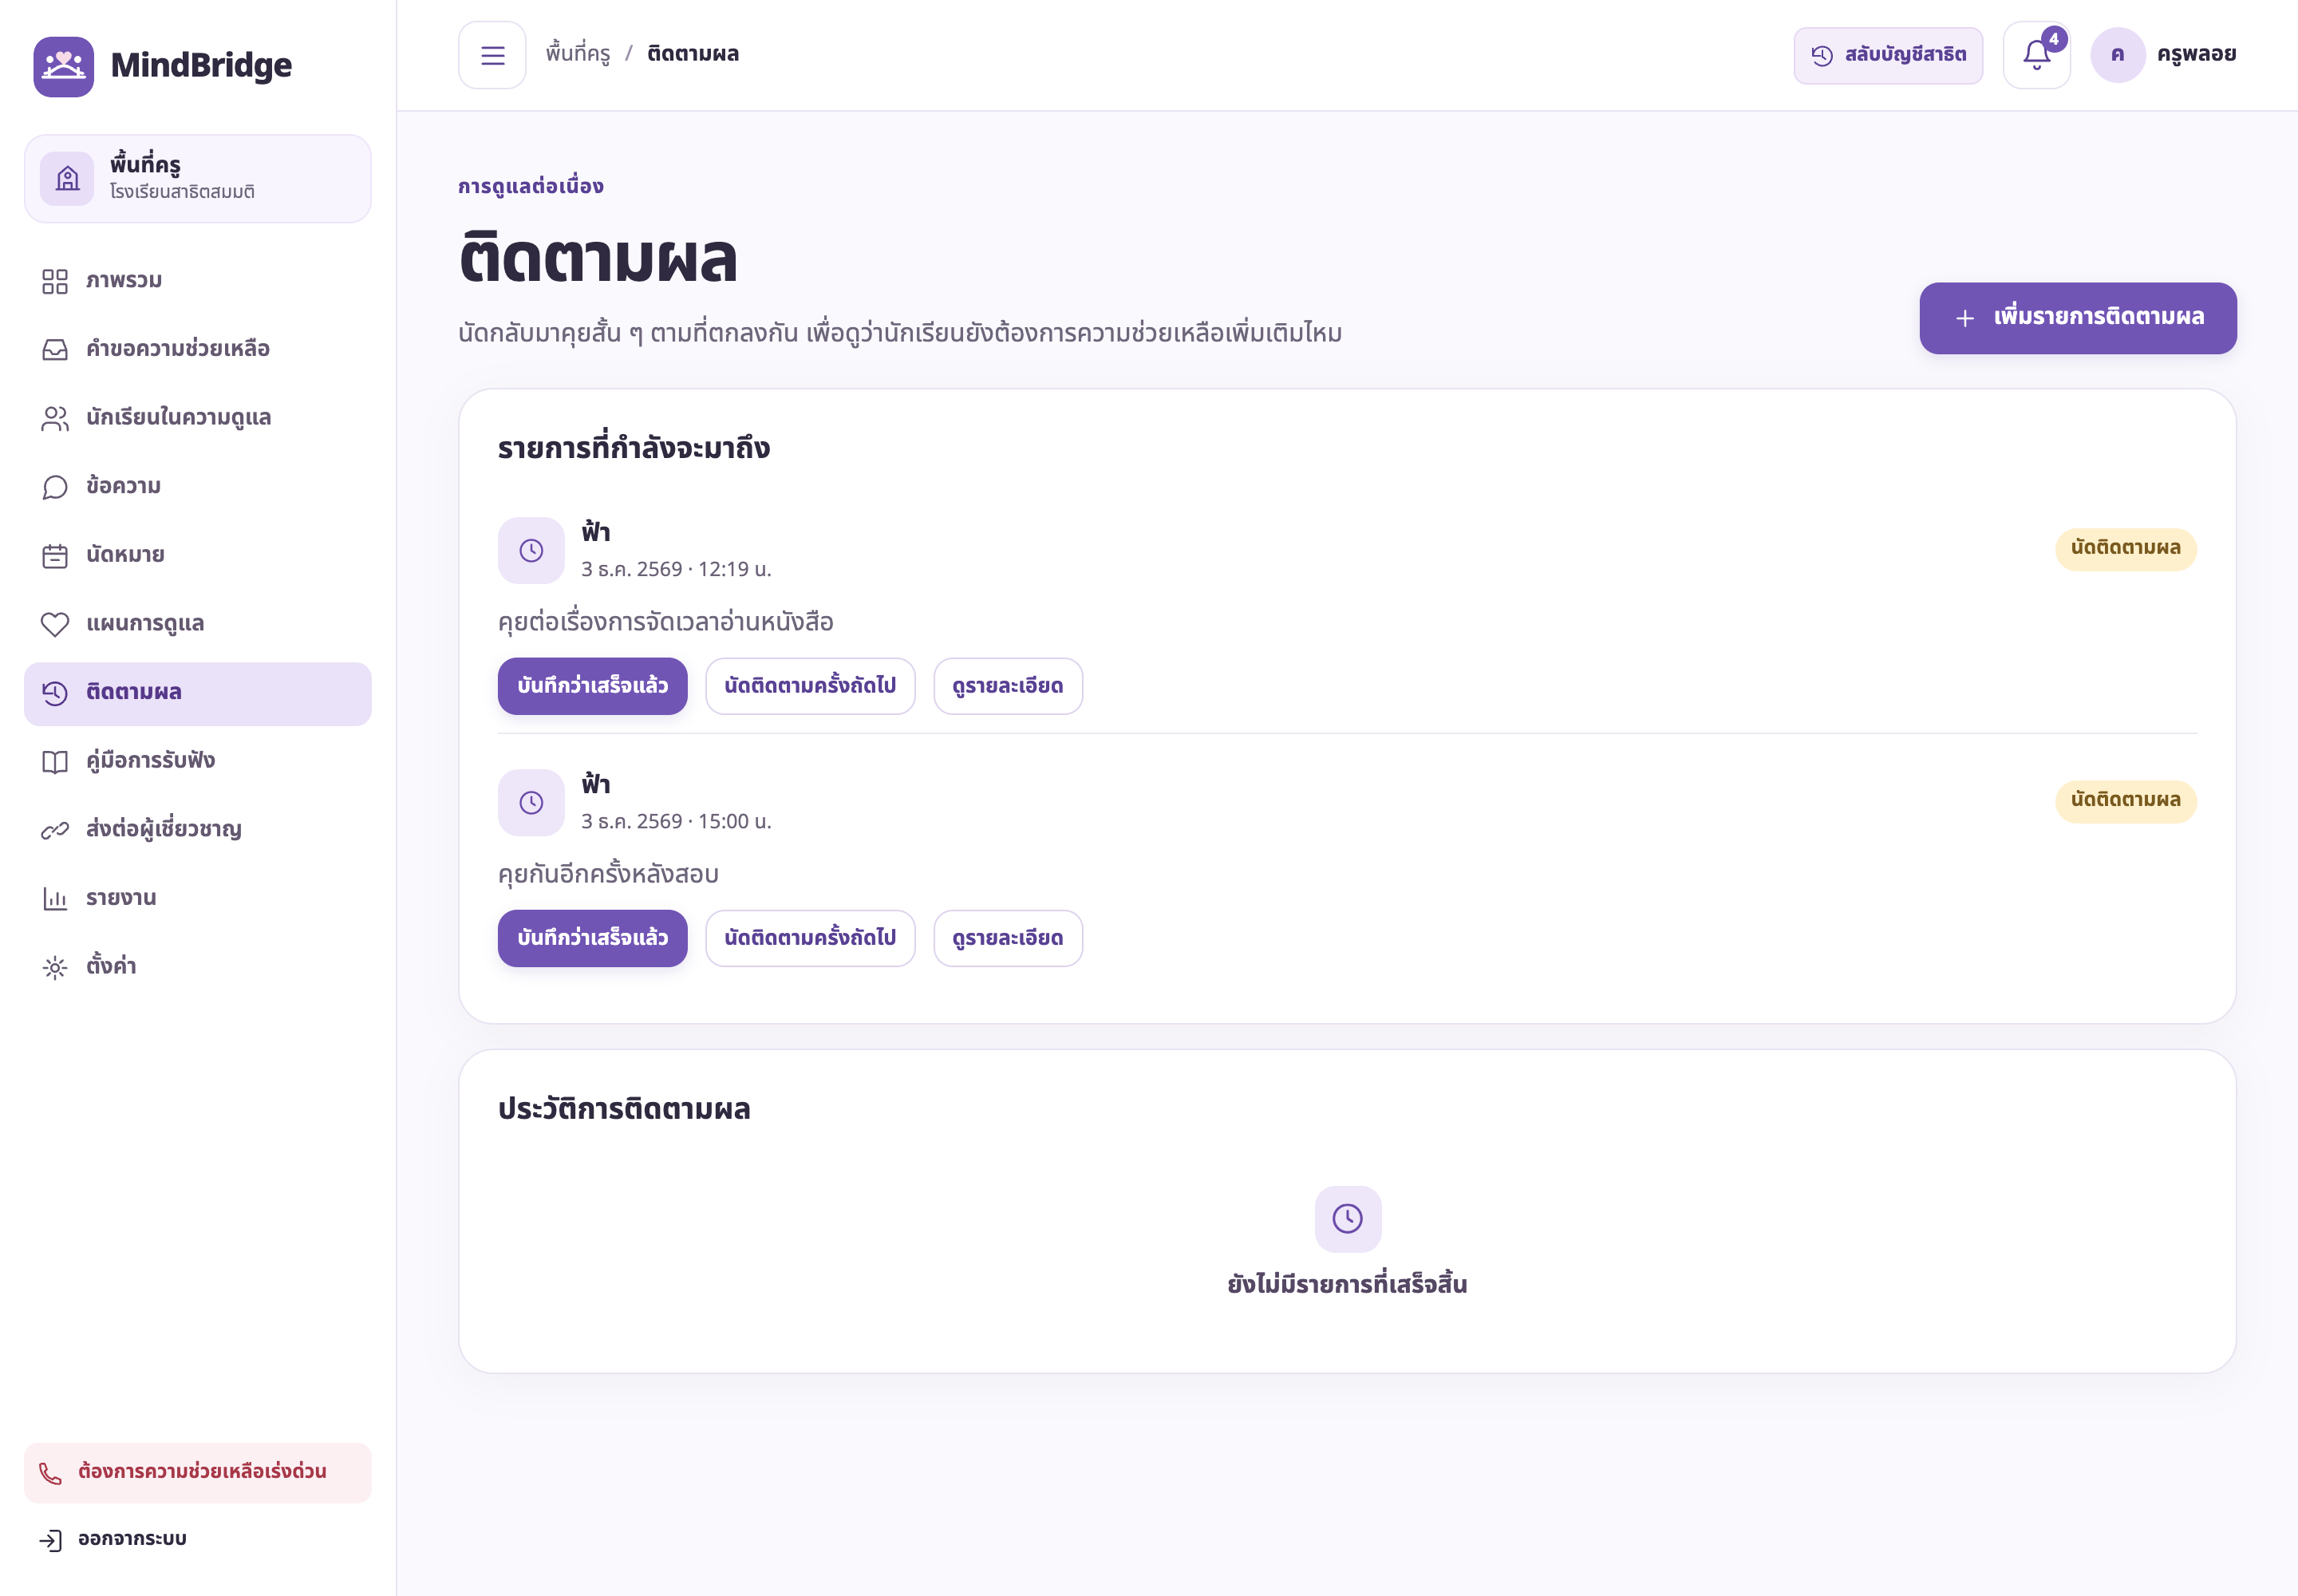 MindBridge
พื้นที่ครู
โรงเรียนสาธิตสมมติ
ภาพรวม
คำขอความช่วยเหลือ
นักเรียนในความดูแล
ข้อความ
นัดหมาย
แผนการดูแล
ติดตามผล
คู่มือการรับฟัง
ส่งต่อผู้เชี่ยวชาญ
รายงาน
ตั้งค่า
ต้องการความช่วยเหลือเร่งด่วน
ออกจากระบบ
พื้นที่ครู / ติดตามผล
สลับบัญชีสาธิต
4
ค
ครูพลอย
การดูแลต่อเนื่อง
ติดตามผล
นัดกลับมาคุยสั้น ๆ ตามที่ตกลงกัน เพื่อดูว่านักเรียนยังต้องการความช่วยเหลือเพิ่มเติมไหม
เพิ่มรายการติดตามผล
รายการที่กำลังจะมาถึง
ฟ้า
3 ธ.ค. 2569 · 12:19 น.
นัดติดตามผล
คุยต่อเรื่องการจัดเวลาอ่านหนังสือ
บันทึกว่าเสร็จแล้ว
นัดติดตามครั้งถัดไป
ดูรายละเอียด
ฟ้า
3 ธ.ค. 2569 · 15:00 น.
นัดติดตามผล
คุยกันอีกครั้งหลังสอบ
บันทึกว่าเสร็จแล้ว
นัดติดตามครั้งถัดไป
ดูรายละเอียด
ประวัติการติดตามผล
ยังไม่มีรายการที่เสร็จสิ้น